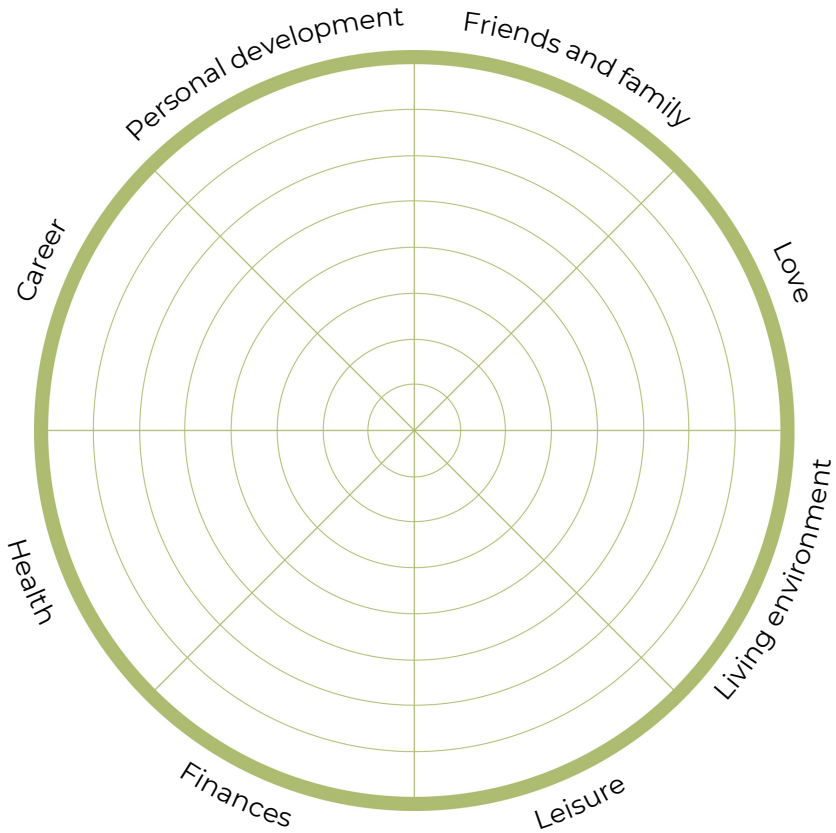 Personal development
Friends and family
Love
Living environment
Leisure
Finances
Health
Career